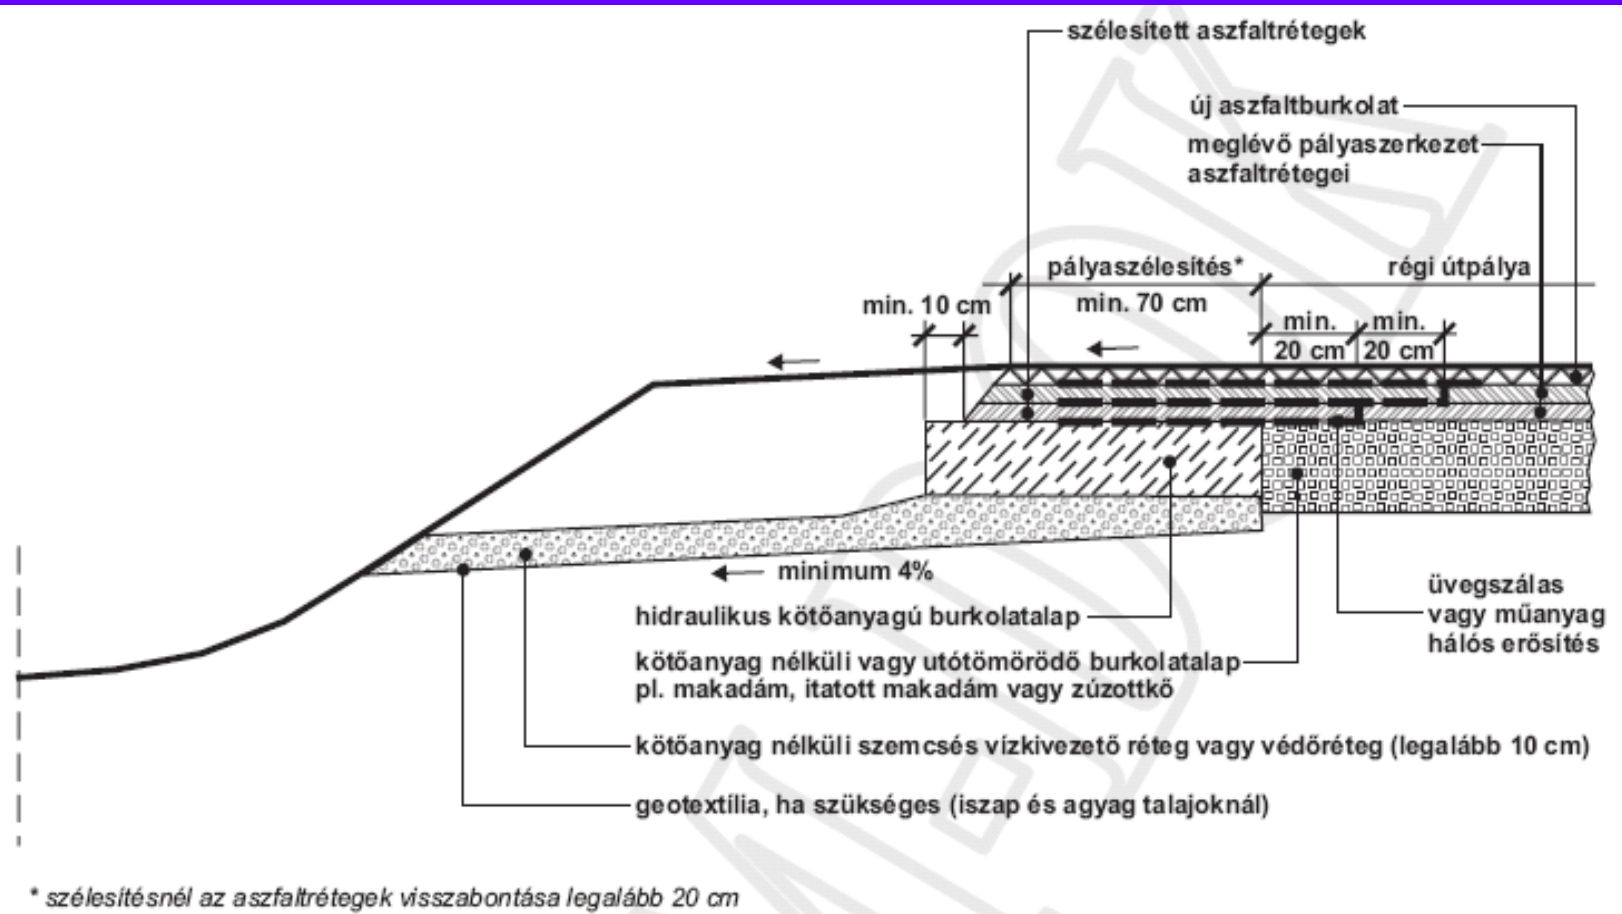 szélesített aszfaltrétegek
új aszfaltburkolat
meglévő pályaszerkezet
aszfaltrétegei
pályaszélesítés*
régi útpálya
min. 10 cm
min. 70 cm
min.
20 cm
min.
20 cm
minimum 4%
hidraulikus kötőanyagú burkolatalap
kötőanyag nélküli vagy utótömörödő burkolatalap
pl. makadám, itatott makadám vagy zúzottkő
üvegszálas
vagy műanyag
hálós erősítés
kötőanyag nélküli szemcsés vízkivezető réteg vagy védőréteg (legalább 10 cm)
geotextília, ha szükséges (iszap és agyag talajoknál)
* szélesítésnél az aszfaltrétegek visszabontása legalább 20 cm